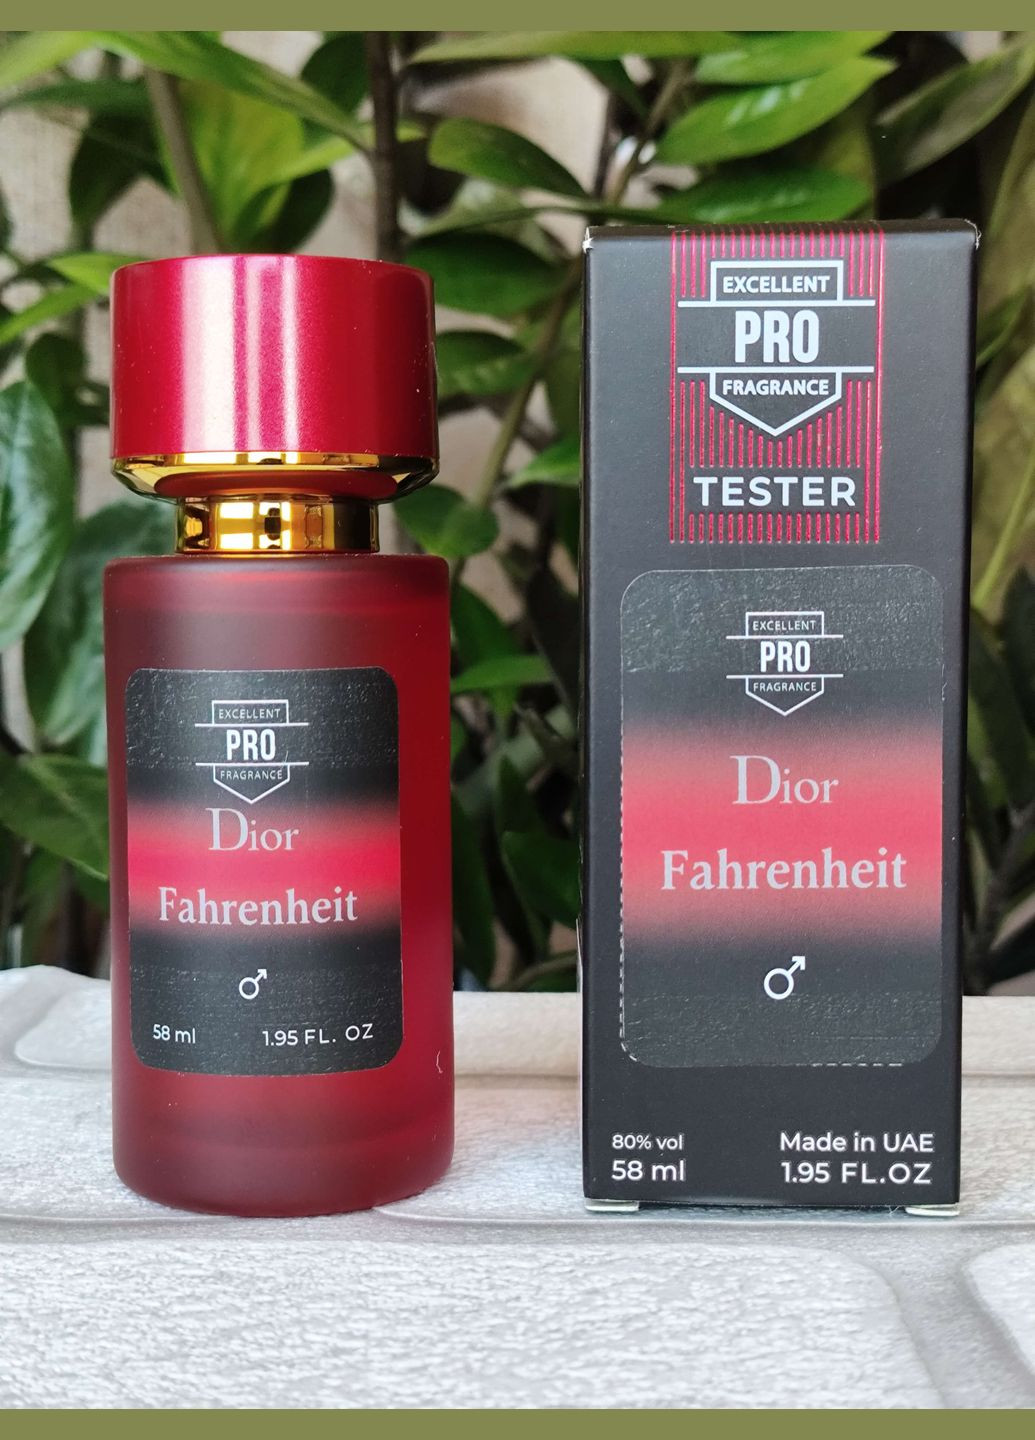 EXCELLENT
PRO
FRAGRANCE
Dior
Fahrenheit
♂
58 ml 1.95 FL. OZ
EXCELLENT
PRO
FRAGRANCE
TESTER
EXCELLENT
PRO
FRAGRANCE
Dior
Fahrenheit
♂
80% vol Made in UAE
58 ml 1.95 FL.OZ